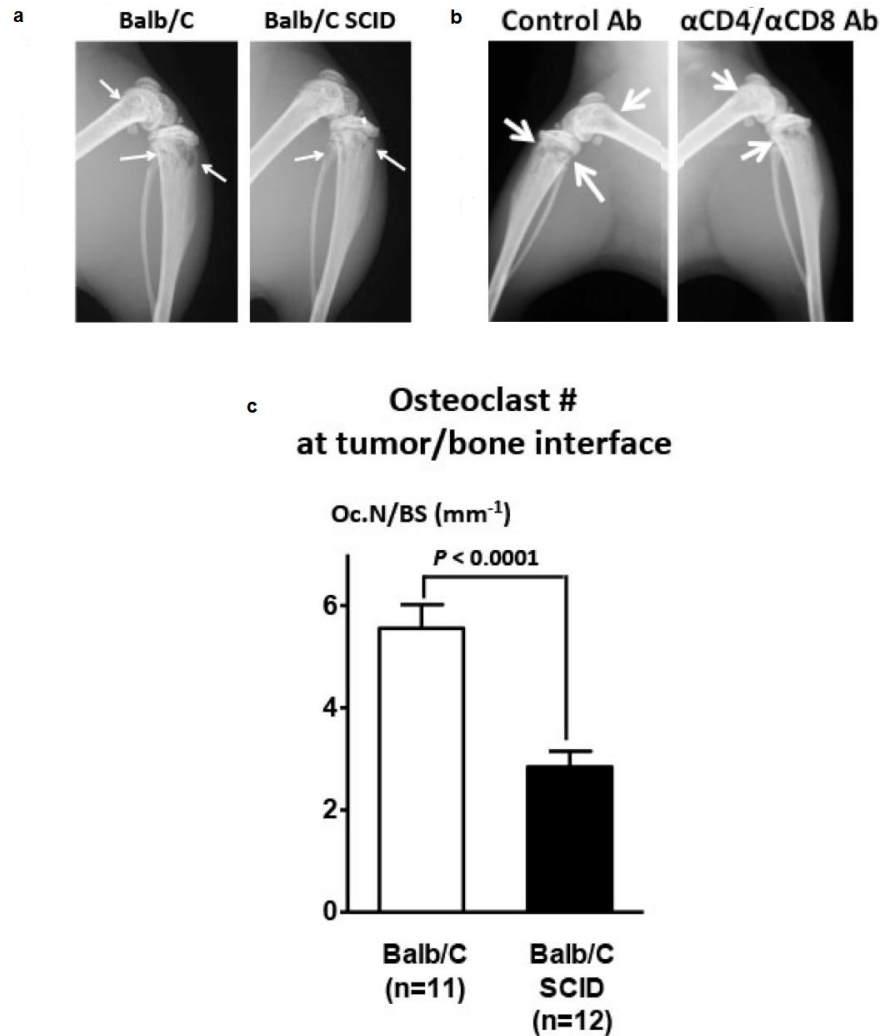 a
Balb/C
Balb/C SCID
b
Control Ab
αCD4/αCD8 Ab
c
Osteoclast #
at tumor/bone interface
Oc.N/BS (mm-1)
P < 0.0001
6
4
2
0
Balb/C
(n=11)
Balb/C
SCID
(n=12)